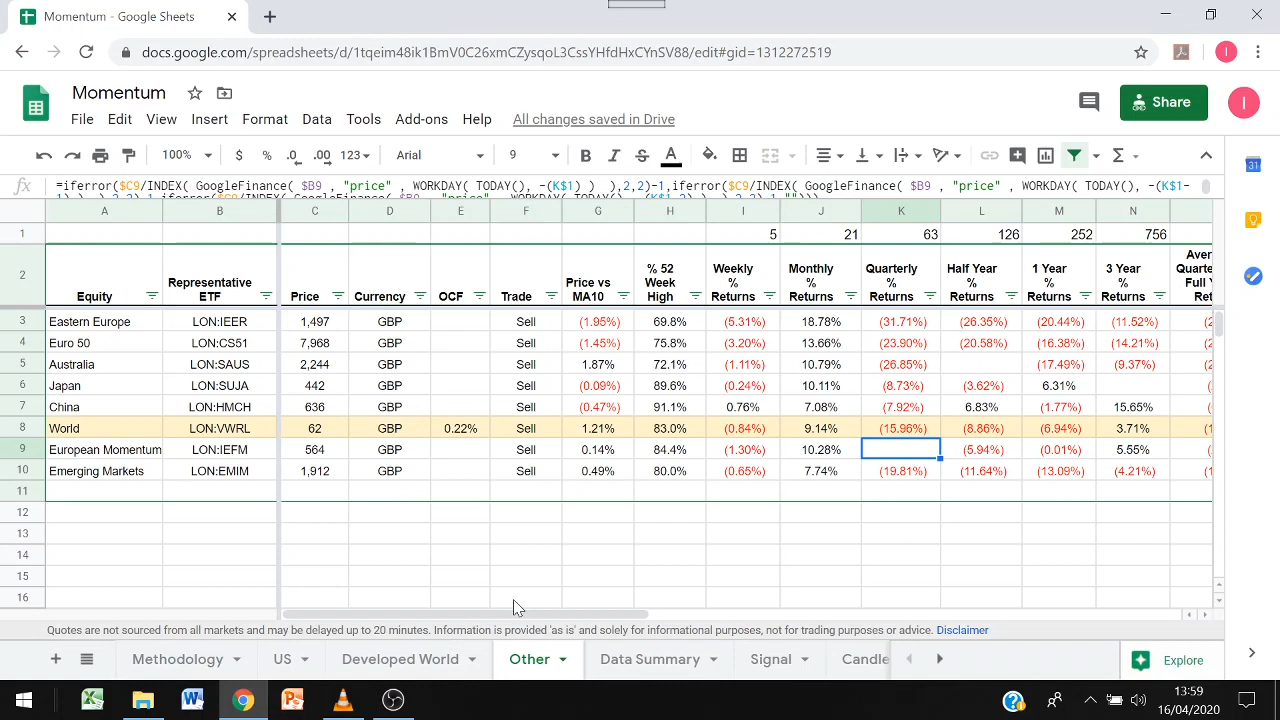 Momentum - Google Sheets
docs.google.com/spreadsheets/d/1tqeim48ik1BmV0C26xmCZysqoL3CssYHfdHxCYnSV88/edit#gid=1312272519
Momentum
Share
File Edit View Insert Format Data Tools Add-ons Help All changes saved in Drive
100% $ % .0 .00 123 Arial 9 B I S A
fx =iferror($C9/INDEX( GoogleFinance( $B9 , "price" , WORKDAY( TODAY(), -(K$1) ) ),2,2)-1,iferror($C9/INDEX( GoogleFinance( $B9 , "price" , WORKDAY( TODAY(), -(K$1-
A B C D E F G H I J K L M N
1 5 21 63 126 252 756
2 Equity Representative ETF Price Currency OCF Trade Price vs MA10 % 52 Week High Weekly % Returns Monthly % Returns Quarterly % Returns Half Year % Returns 1 Year % Returns 3 Year % Returns
3 Eastern Europe LON:IEER 1,497 GBP Sell (1.95%) 69.8% (5.31%) 18.78% (31.71%) (26.35%) (20.44%) (11.52%)
4 Euro 50 LON:CS51 7,968 GBP Sell (1.45%) 75.8% (3.20%) 13.66% (23.90%) (20.58%) (16.38%) (14.21%)
5 Australia LON:SAUS 2,244 GBP Sell 1.87% 72.1% (1.11%) 10.79% (26.85%) (17.49%) (9.37%)
6 Japan LON:SUJA 442 GBP Sell (0.09%) 89.6% (0.24%) 10.11% (8.73%) (3.62%) 6.31%
7 China LON:HMCH 636 GBP Sell (0.47%) 91.1% 0.76% 7.08% (7.92%) 6.83% (1.77%) 15.65%
8 World LON:VWRL 62 GBP 0.22% Sell 1.21% 83.0% (0.84%) 9.14% (15.96%) (8.86%) (6.94%) 3.71%
9 European Momentum LON:IEFM 564 GBP Sell 0.14% 84.4% (1.30%) 10.28% (5.94%) (0.01%) 5.55%
10 Emerging Markets LON:EMIM 1,912 GBP Sell 0.49% 80.0% (0.65%) 7.74% (19.81%) (11.64%) (13.09%) (4.21%)
11
12
13
14
15
16
Quotes are not sourced from all markets and may be delayed up to 20 minutes. Information is provided 'as is' and solely for informational purposes, not for trading purposes or advice. Disclaimer
Methodology US Developed World Other Data Summary Signal Candle Explore
13:59
16/04/2020